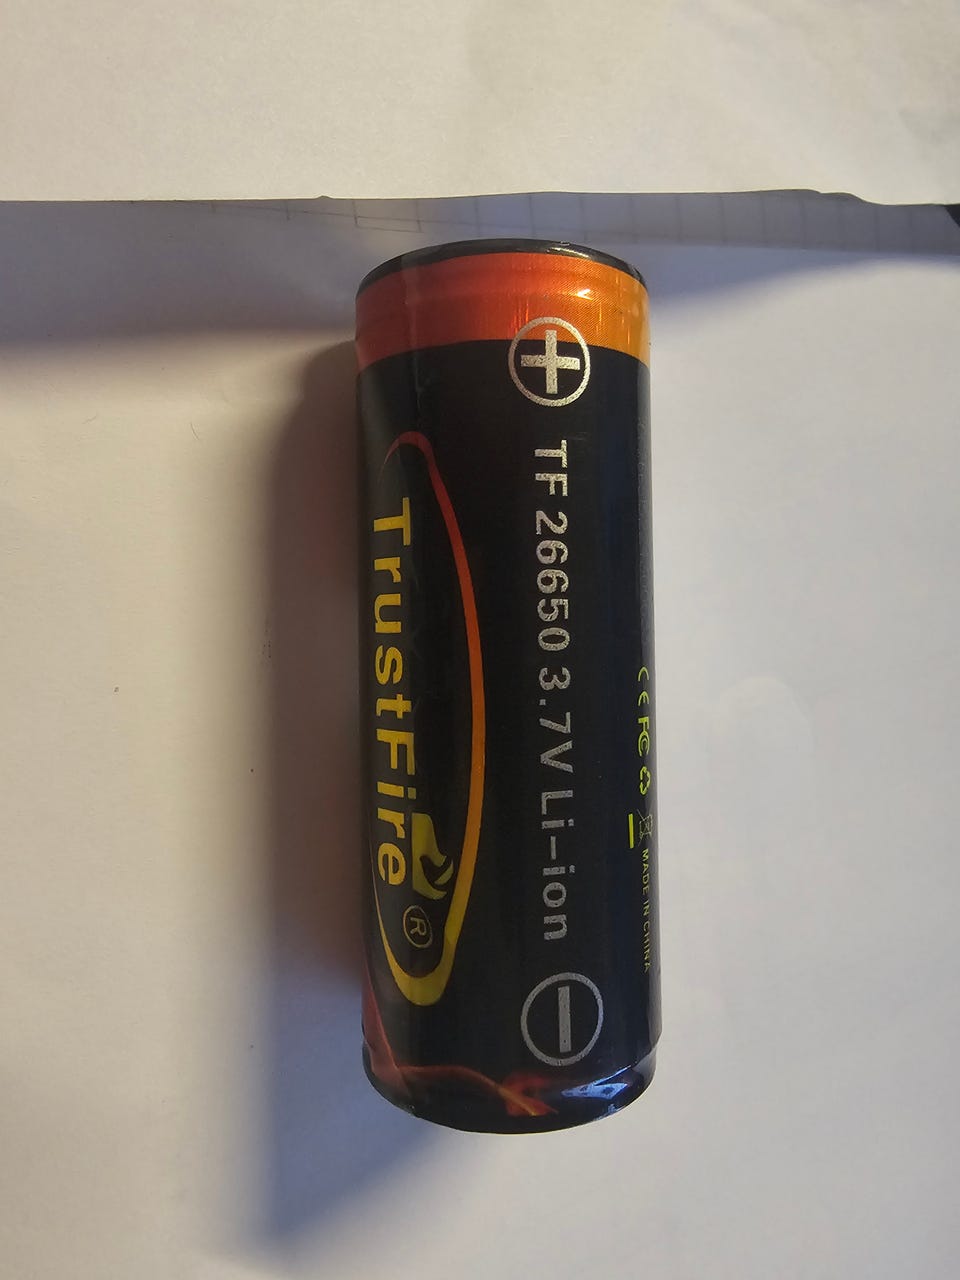 TrustFire®
+ TF 26650 3.7V Li-ion −
CE FC MADE IN CHINA